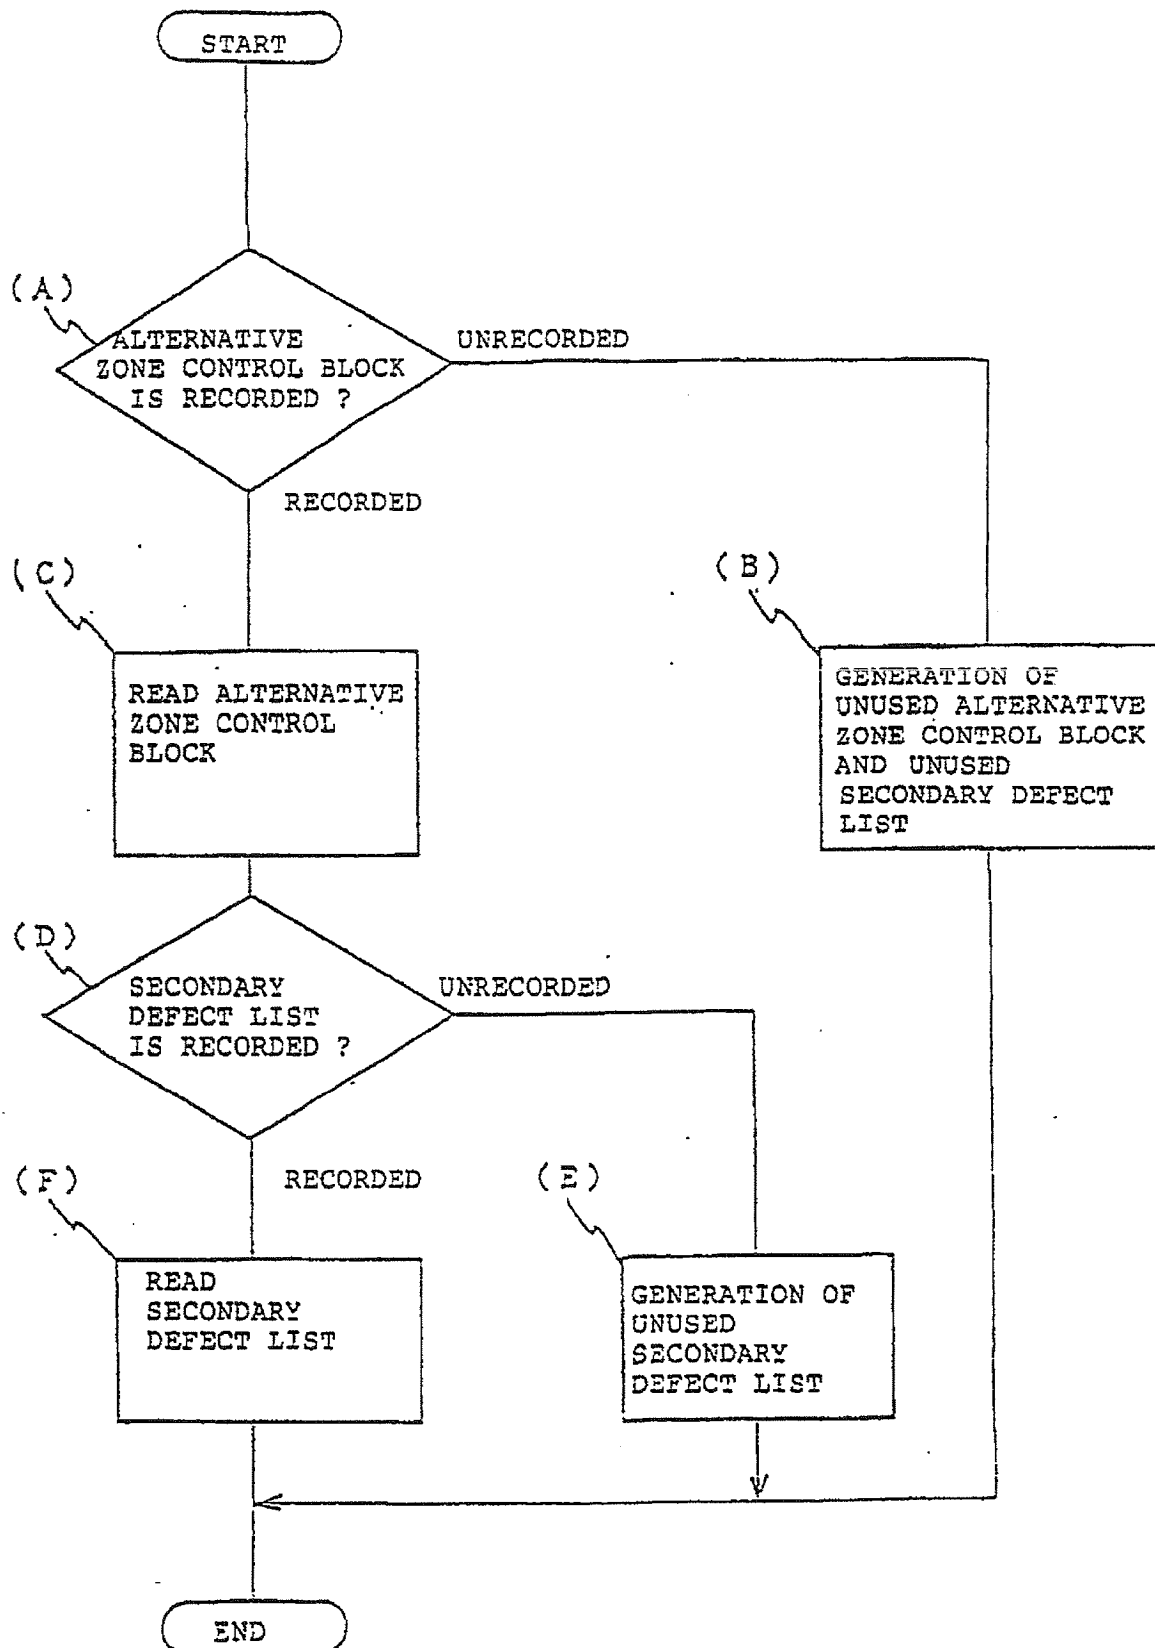 START
(A)
ALTERNATIVE
ZONE CONTROL BLOCK
IS RECORDED ?
UNRECORDED
RECORDED
(C)
READ ALTERNATIVE
ZONE CONTROL
BLOCK
(B)
GENERATION OF
UNUSED ALTERNATIVE
ZONE CONTROL BLOCK
AND UNUSED
SECONDARY DEFECT
LIST
(D)
SECONDARY
DEFECT LIST
IS RECORDED ?
UNRECORDED
RECORDED
(F)
READ
SECONDARY
DEFECT LIST
(E)
GENERATION OF
UNUSED
SECONDARY
DEFECT LIST
END